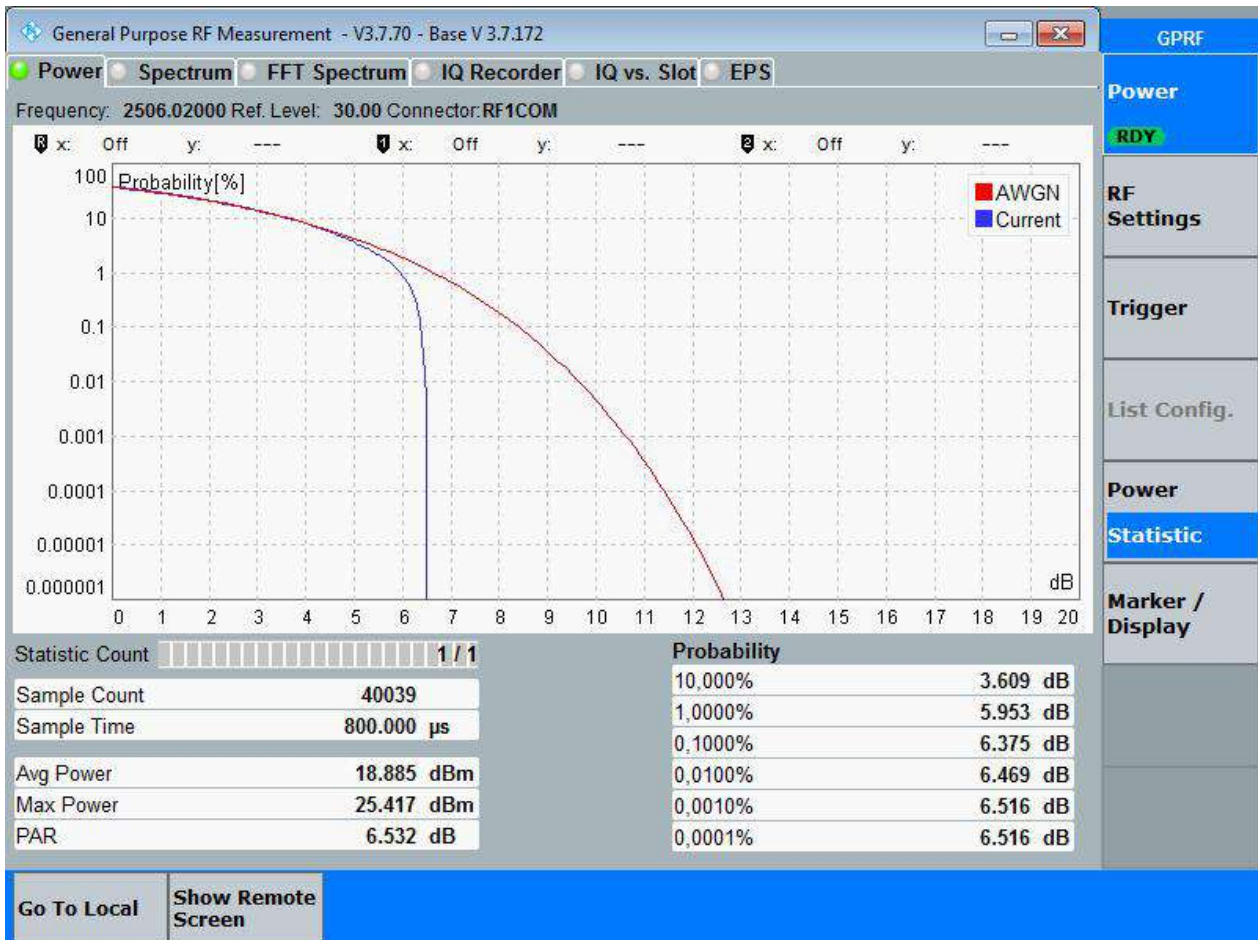 General Purpose RF Measurement - V3.7.70 - Base V 3.7.172
GPRF
Power Spectrum FFT Spectrum IQ Recorder IQ vs. Slot EPS
Frequency: 2506.02000 Ref. Level: 30.00 Connector: RF1COM
R x: Off y: --- 1 x: Off y: --- 2 x: Off y: ---
Probability[%]
100
10
1
0.1
0.01
0.001
0.0001
0.00001
0.000001
AWGN
Current
dB
0 1 2 3 4 5 6 7 8 9 10 11 12 13 14 15 16 17 18 19 20
Statistic Count 1 / 1
Sample Count 40039
Sample Time 800.000 µs
Avg Power 18.885 dBm
Max Power 25.417 dBm
PAR 6.532 dB
Probability
10,000% 3.609 dB
1,0000% 5.953 dB
0,1000% 6.375 dB
0,0100% 6.469 dB
0,0010% 6.516 dB
0,0001% 6.516 dB
Power
RDY
RF
Settings
Trigger
List Config.
Power
Statistic
Marker /
Display
Go To Local
Show Remote
Screen